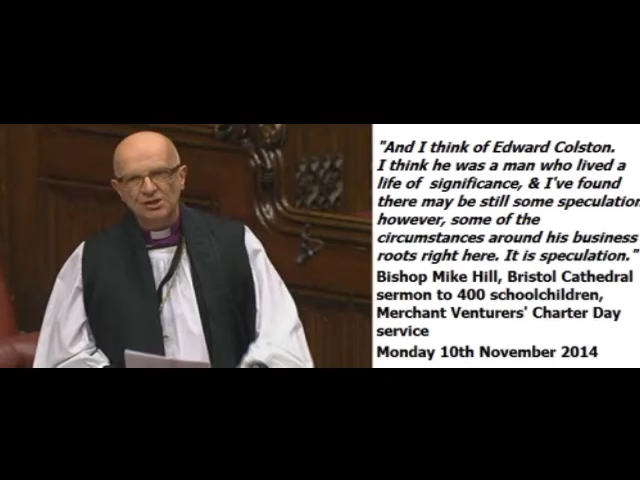 "And I think of Edward Colston.
I think he was a man who lived a
life of significance, & I've found
there may be still some speculation
however, some of the
circumstances around his business
roots right here. It is speculation."
Bishop Mike Hill, Bristol Cathedral
sermon to 400 schoolchildren,
Merchant Venturers' Charter Day
service
Monday 10th November 2014